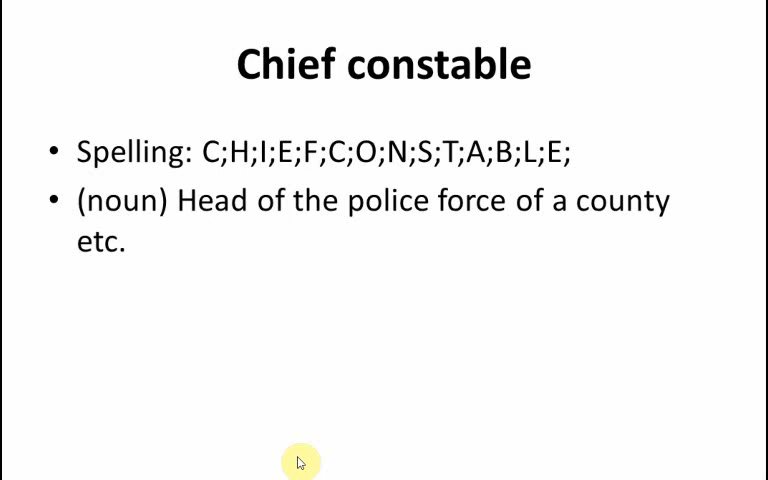 Chief constable
• Spelling: C;H;I;E;F;C;O;N;S;T;A;B;L;E;
• (noun) Head of the police force of a county
etc.